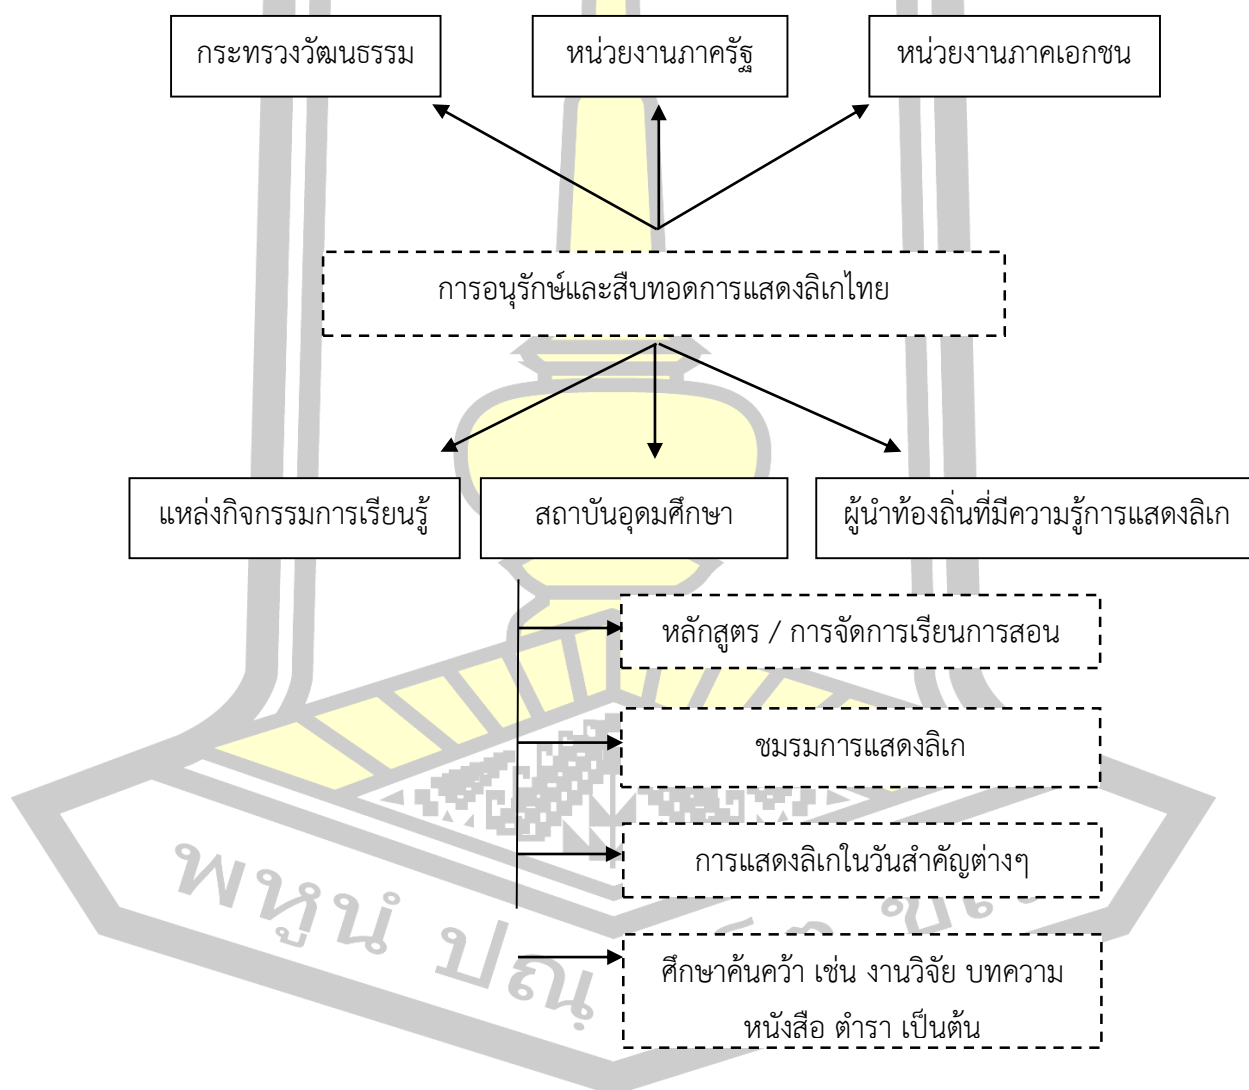 กระทรวงวัฒนธรรม
หน่วยงานภาครัฐ
หน่วยงานภาคเอกชน
การอนุรักษ์และสืบทอดการแสดงลิเกไทย
แหล่งกิจกรรมการเรียนรู้
สถาบันอุดมศึกษา
ผู้นำท้องถิ่นที่มีความรู้การแสดงลิเก
หลักสูตร / การจัดการเรียนการสอน
ชมรมการแสดงลิเก
การแสดงลิเกในวันสำคัญต่างๆ
ศึกษาค้นคว้า เช่น งานวิจัย บทความ
หนังสือ ตำรา เป็นต้น
พหูนํ